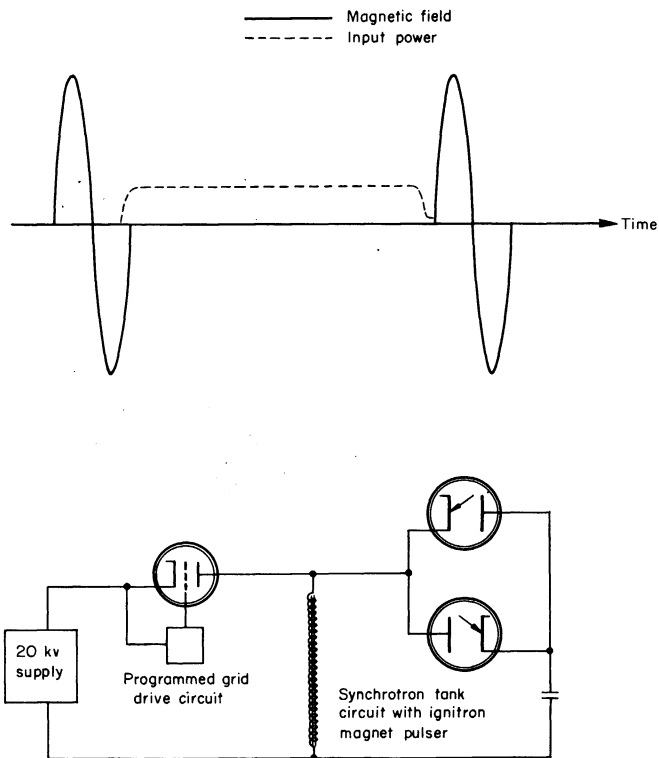 Magnetic field
Input power
Time
20 kv
supply
Programmed grid
drive circuit
Synchrotron tank
circuit with ignitron
magnet pulser